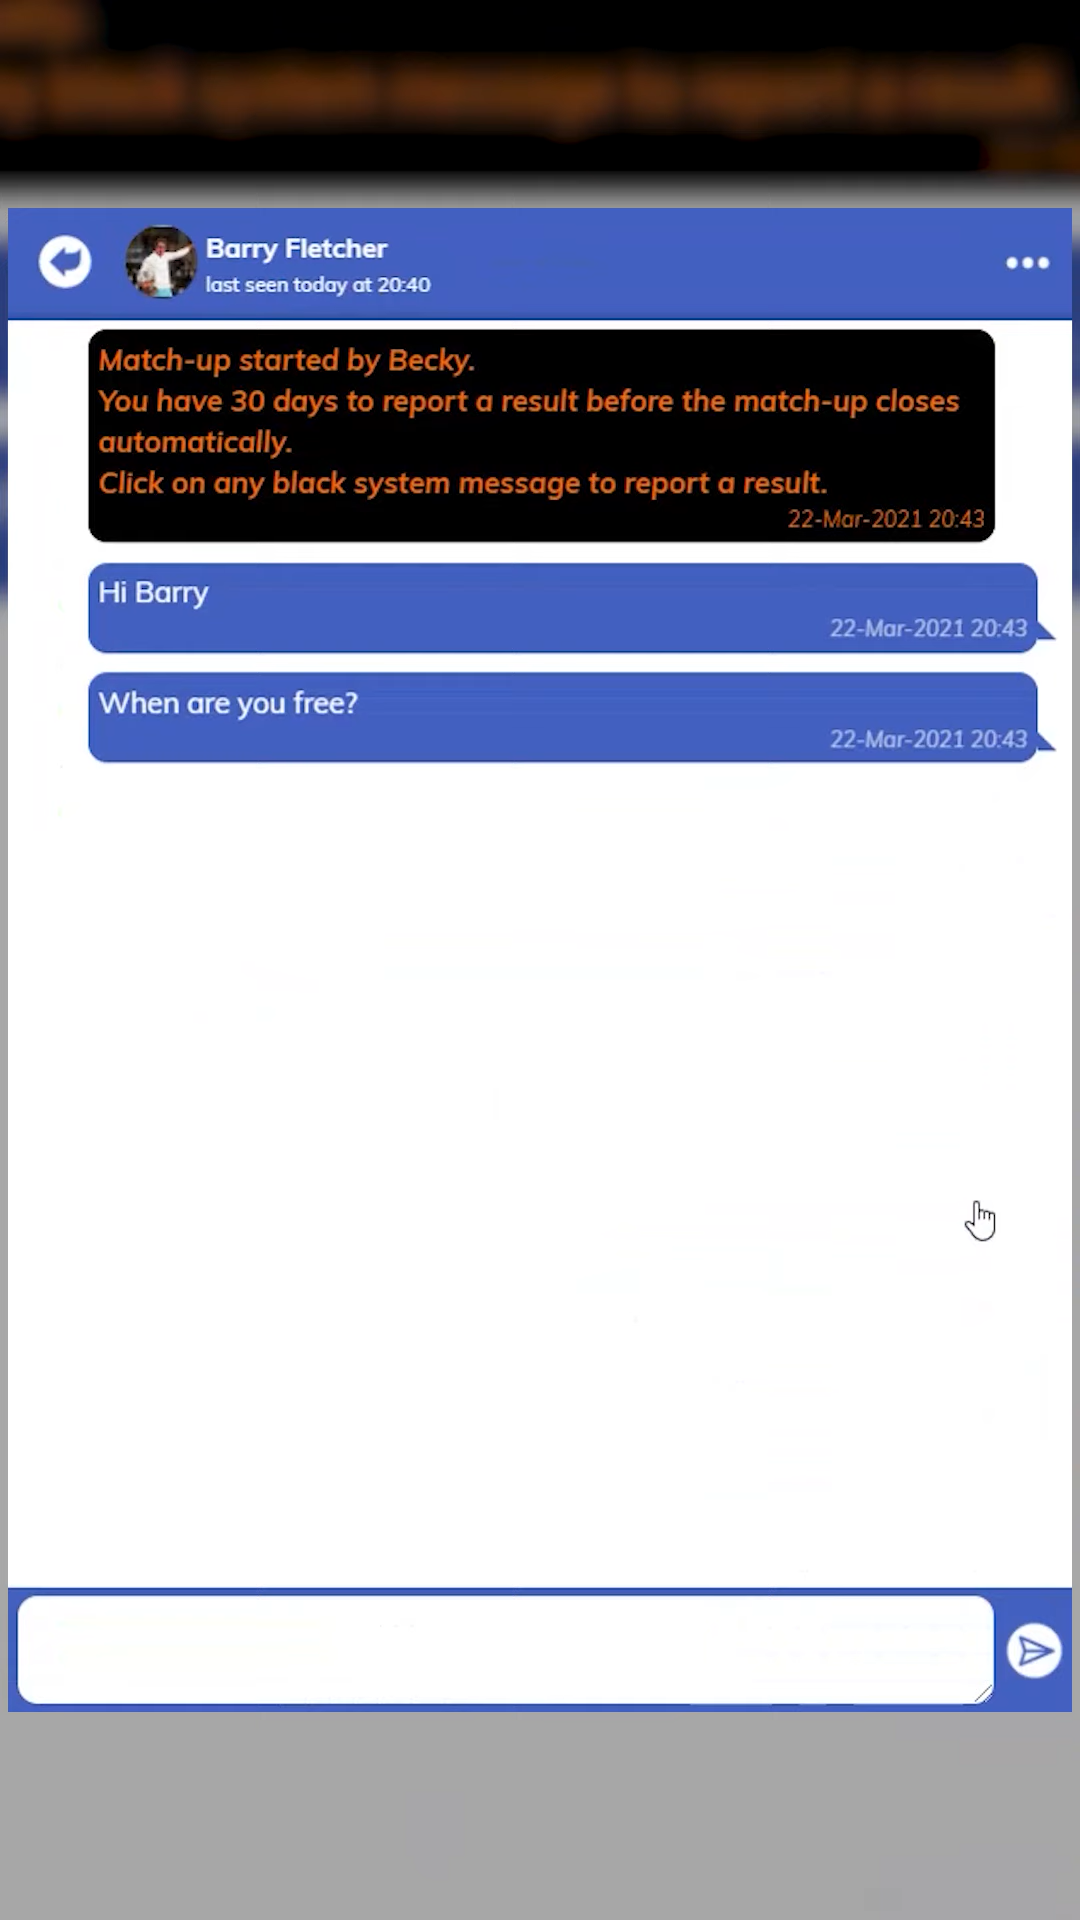 Barry Fletcher
last seen today at 20:40
Match-up started by Becky.
You have 30 days to report a result before the match-up closes
automatically.
Click on any black system message to report a result.
22-Mar-2021 20:43
Hi Barry
22-Mar-2021 20:43
When are you free?
22-Mar-2021 20:43